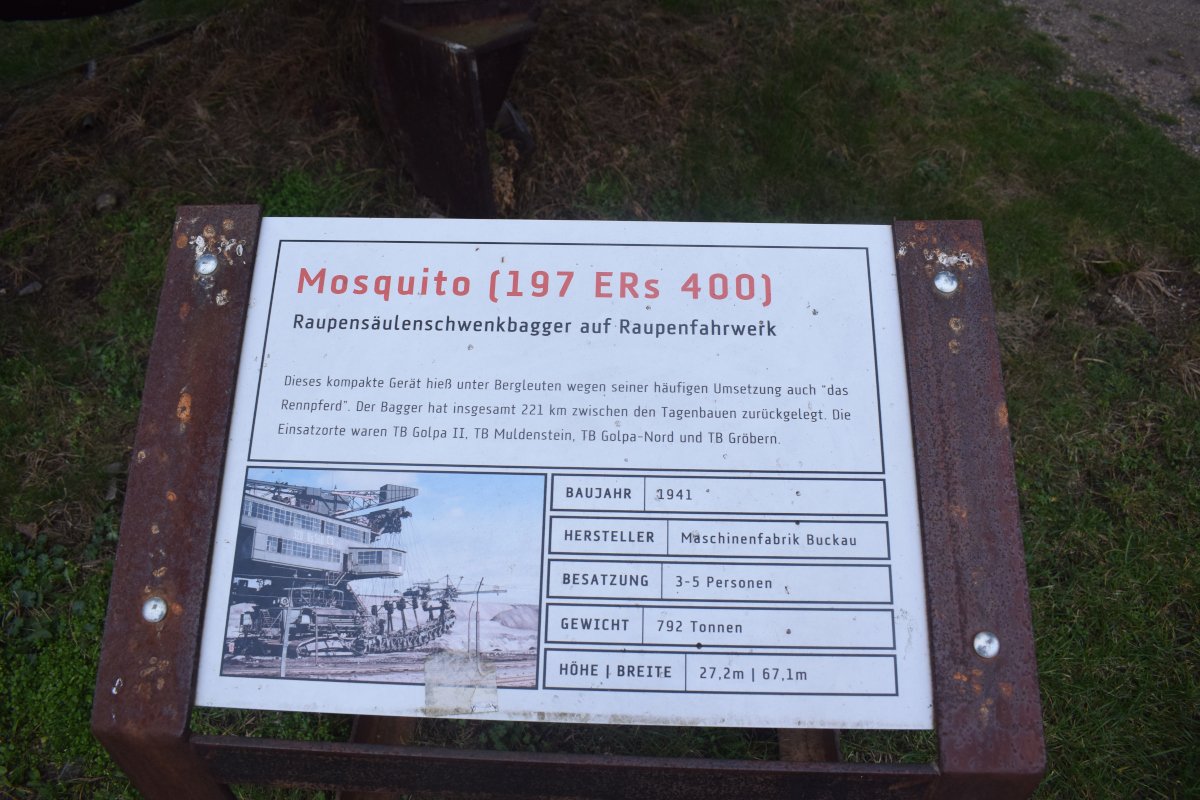 Mosquito (197 ERs 400)
Raupensäulenschwenkbagger auf Raupenfahrwerk
Dieses kompakte Gerät hieß unter Bergleuten wegen seiner häufigen Umsetzung auch "das
Rennpferd". Der Bagger hat insgesamt 221 km zwischen den Tagenbauen zurückgelegt. Die
Einsatzorte waren TB Golpa II, TB Muldenstein, TB Golpa-Nord und TB Gröbern.
BAUJAHR 1941
HERSTELLER Maschinenfabrik Buckau
BESATZUNG 3-5 Personen
GEWICHT 792 Tonnen
HÖHE | BREITE 27,2m | 67,1m